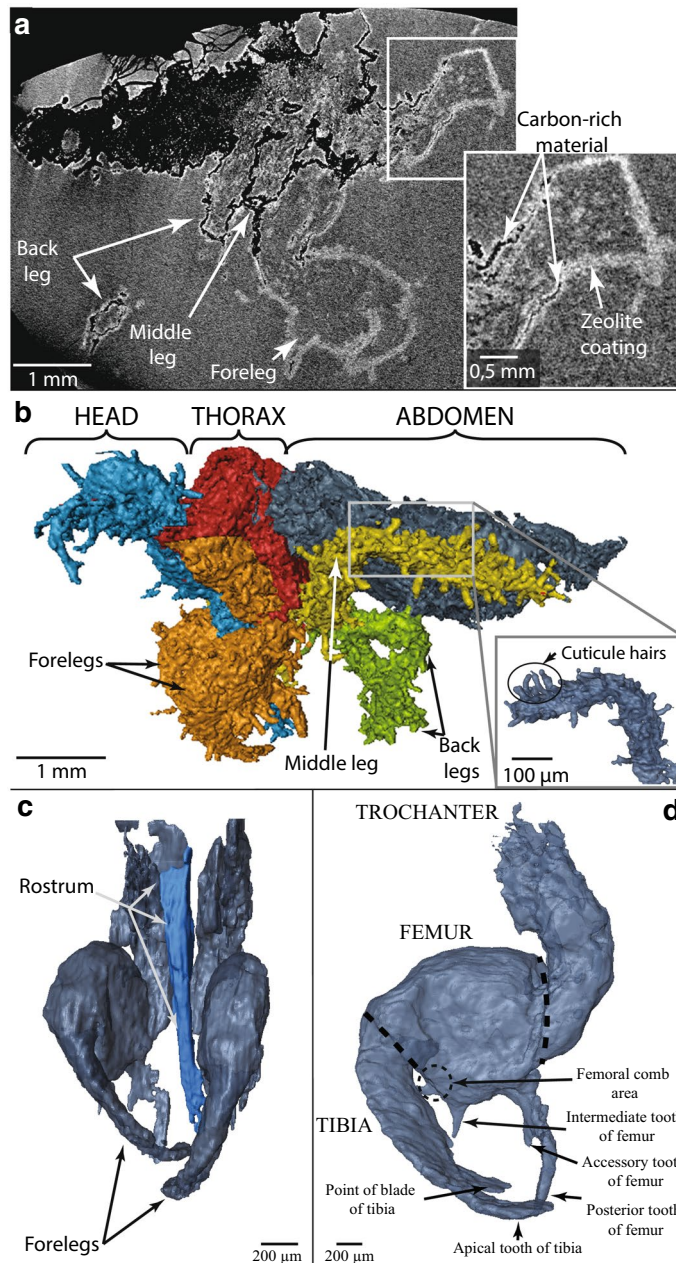 a
Carbon-rich
material
Back
leg
Middle
leg
Foreleg
Zeolite
coating
1 mm
0,5 mm
b
HEAD
THORAX
ABDOMEN
Forelegs
Cuticule hairs
1 mm
Middle leg
Back
legs
100 µm
c
Rostrum
Forelegs
200 µm
d
TROCHANTER
FEMUR
Femoral comb
area
Intermediate toot
of femur
TIBIA
Accessory toot
of femur
Point of blade
of tibia
Posterior tooth
of femur
200 µm
Apical tooth of tibia